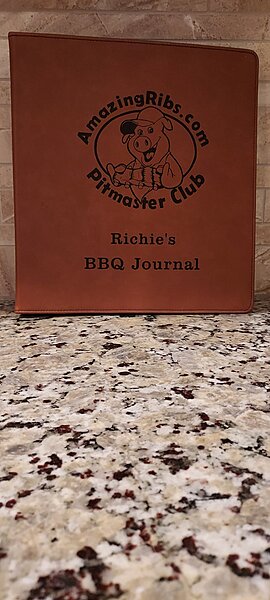 AmazingRibs.com
Pitmaster Club
Richie's
BBQ Journal